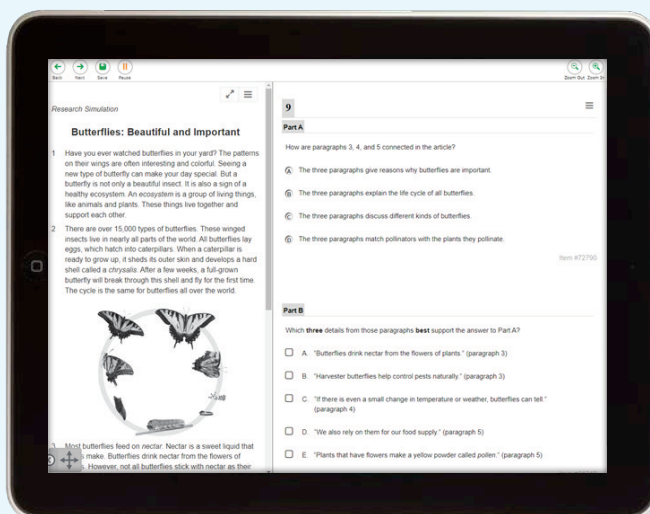 Back Next Save Pause
Zoom Out Zoom In
Research Simulation
Butterflies: Beautiful and Important
1 Have you ever watched butterflies in your yard? The patterns
on their wings are often interesting and colorful. Seeing a
new type of butterfly can make your day special. But a
butterfly is not only a beautiful insect. It is also a sign of a
healthy ecosystem. An ecosystem is a group of living things,
like animals and plants. These things live together and
support each other.
2 There are over 15,000 types of butterflies. These winged
insects live in nearly all parts of the world. All butterflies lay
eggs, which hatch into caterpillars. When a caterpillar is
ready to grow up, it sheds its outer skin and develops a hard
shell called a chrysalis. After a few weeks, a full-grown
butterfly will break through this shell and fly for the first time.
The cycle is the same for butterflies all over the world.
3 Most butterflies feed on nectar. Nectar is a sweet liquid that
make. Butterflies drink nectar from the flowers of
However, not all butterflies stick with nectar as their
9
Part A
How are paragraphs 3, 4, and 5 connected in the article?
A The three paragraphs give reasons why butterflies are important.
B The three paragraphs explain the life cycle of all butterflies.
C The three paragraphs discuss different kinds of butterflies.
D The three paragraphs match pollinators with the plants they pollinate.
Item #72790
Part B
Which three details from those paragraphs best support the answer to Part A?
A. "Butterflies drink nectar from the flowers of plants." (paragraph 3)
B. "Harvester butterflies help control pests naturally." (paragraph 3)
C. "If there is even a small change in temperature or weather, butterflies can tell."
(paragraph 4)
D. "We also rely on them for our food supply." (paragraph 5)
E. "Plants that have flowers make a yellow powder called pollen." (paragraph 5)